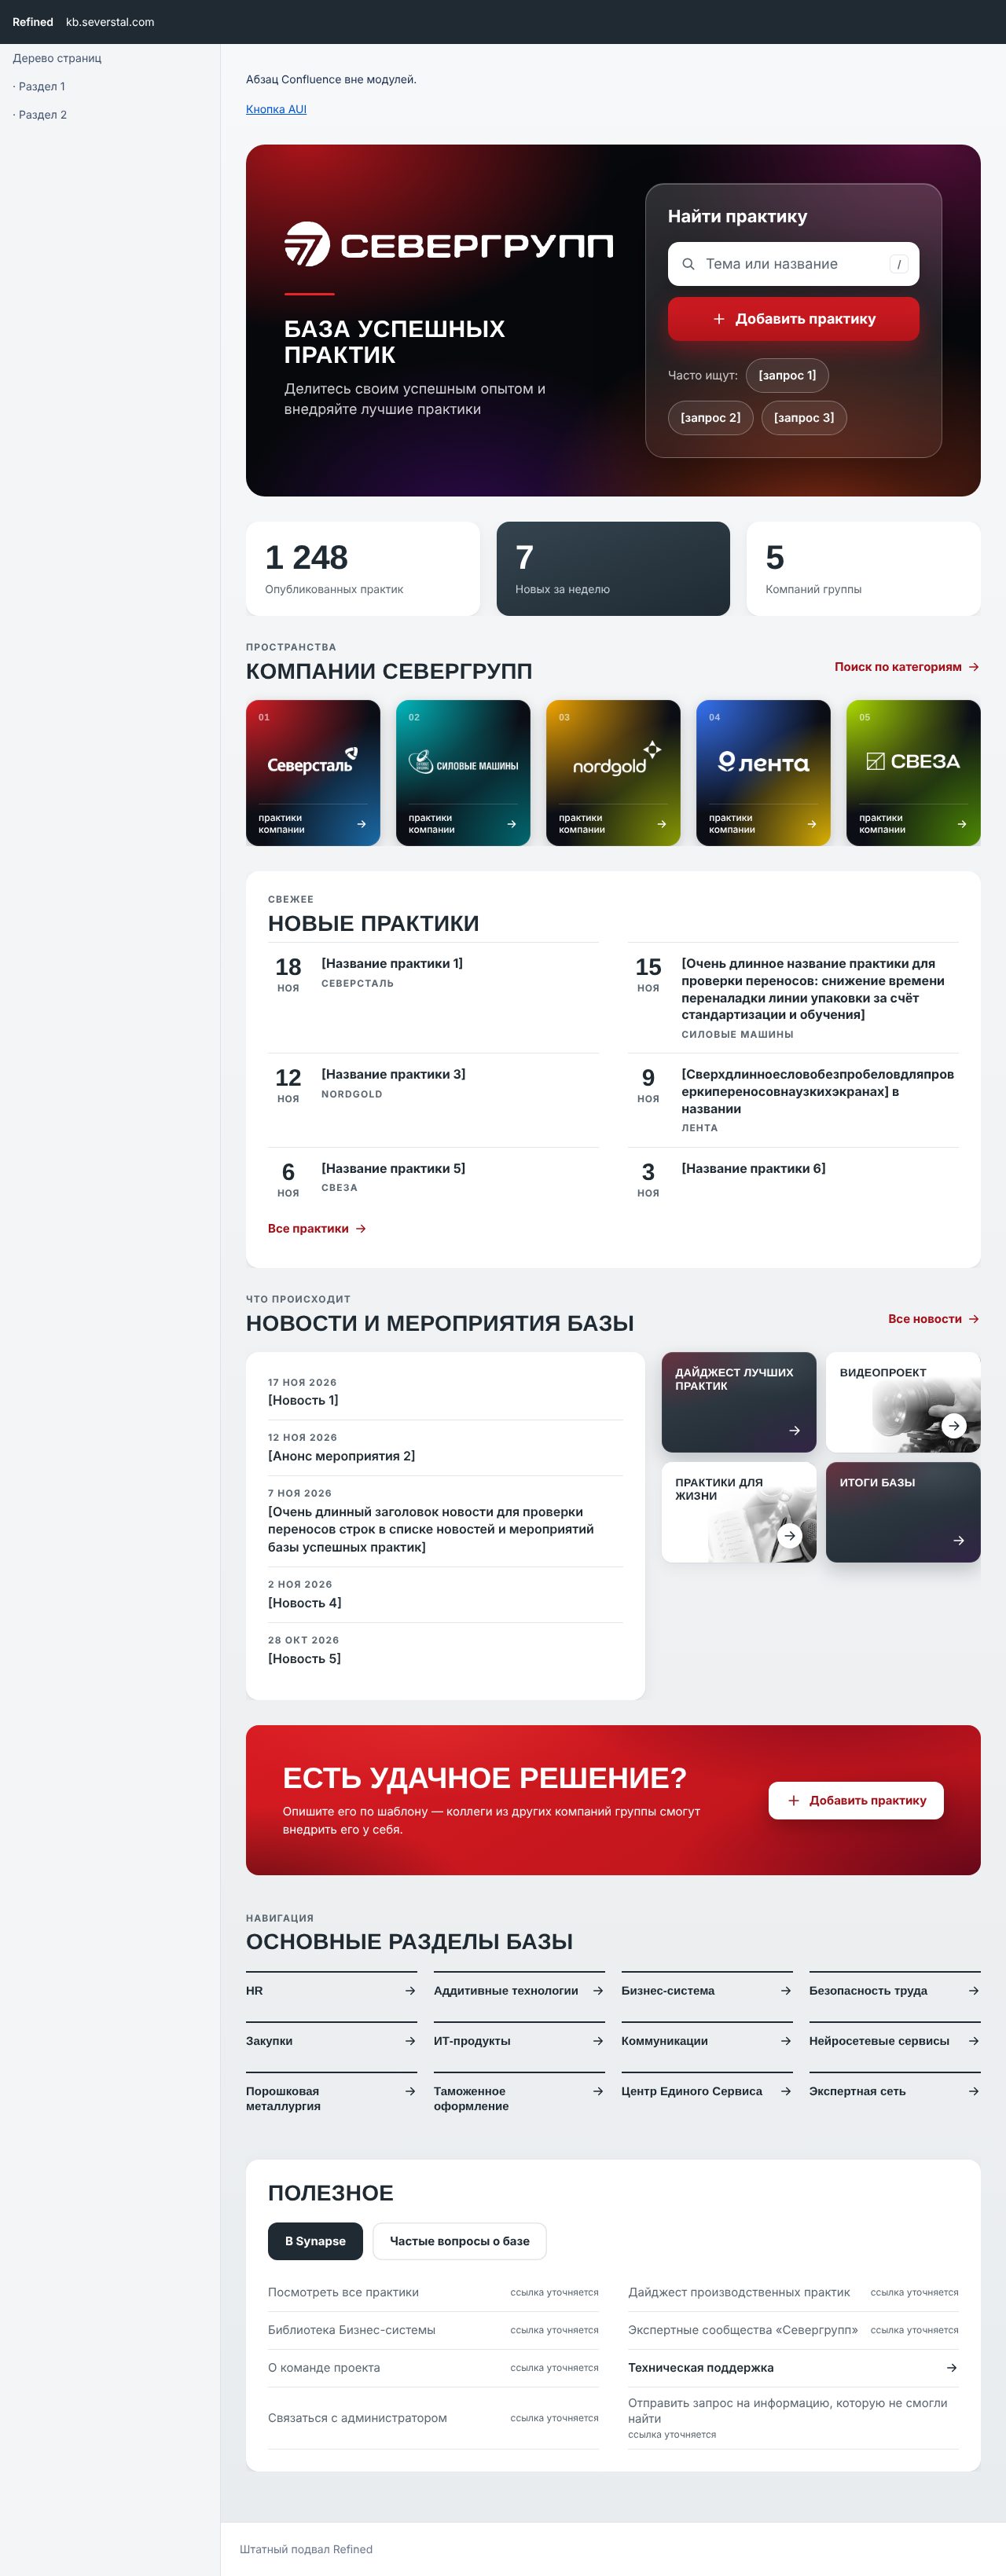 Refined kb.severstal.com
Дерево страниц
· Раздел 1
· Раздел 2
Абзац Confluence вне модулей.
Кнопка AUI
СЕВЕРГРУПП
БАЗА УСПЕШНЫХ
ПРАКТИК
Делитесь своим успешным опытом и
внедряйте лучшие практики
Найти практику
Тема или название /
+ Добавить практику
Часто ищут: [запрос 1]
[запрос 2] [запрос 3]
1 248
Опубликованных практик
7
Новых за неделю
5
Компаний группы
ПРОСТРАНСТВА
КОМПАНИИ СЕВЕРГРУПП
Поиск по категориям →
01
Северсталь
практики
компании →
02
СИЛОВЫЕ МАШИНЫ
практики
компании →
03
nordgold
практики
компании →
04
лента
практики
компании →
05
СВЕЗА
практики
компании →
СВЕЖЕЕ
НОВЫЕ ПРАКТИКИ
18
НОЯ
[Название практики 1]
СЕВЕРСТАЛЬ
15
НОЯ
[Очень длинное название практики для
проверки переносов: снижение времени
переналадки линии упаковки за счёт
стандартизации и обучения]
СИЛОВЫЕ МАШИНЫ
12
НОЯ
[Название практики 3]
NORDGOLD
9
НОЯ
[Сверхдлинноесловобезпробеловдляпров
еркипереносовнаузкихэкранах] в
названии
ЛЕНТА
6
НОЯ
[Название практики 5]
СВЕЗА
3
НОЯ
[Название практики 6]
Все практики →
ЧТО ПРОИСХОДИТ
НОВОСТИ И МЕРОПРИЯТИЯ БАЗЫ
Все новости →
17 НОЯ 2026
[Новость 1]
12 НОЯ 2026
[Анонс мероприятия 2]
7 НОЯ 2026
[Очень длинный заголовок новости для проверки
переносов строк в списке новостей и мероприятий
базы успешных практик]
2 НОЯ 2026
[Новость 4]
28 ОКТ 2026
[Новость 5]
ДАЙДЖЕСТ ЛУЧШИХ
ПРАКТИК
→
ВИДЕОПРОЕКТ
→
ПРАКТИКИ ДЛЯ
ЖИЗНИ
→
ИТОГИ БАЗЫ
→
ЕСТЬ УДАЧНОЕ РЕШЕНИЕ?
Опишите его по шаблону — коллеги из других компаний группы смогут
внедрить его у себя.
+ Добавить практику
НАВИГАЦИЯ
ОСНОВНЫЕ РАЗДЕЛЫ БАЗЫ
HR →
Аддитивные технологии →
Бизнес-система →
Безопасность труда →
Закупки →
ИТ-продукты →
Коммуникации →
Нейросетевые сервисы →
Порошковая
металлургия →
Таможенное
оформление →
Центр Единого Сервиса →
Экспертная сеть →
ПОЛЕЗНОЕ
В Synapse
Частые вопросы о базе
Посмотреть все практики ссылка уточняется
Дайджест производственных практик ссылка уточняется
Библиотека Бизнес-системы ссылка уточняется
Экспертные сообщества «Севергрупп» ссылка уточняется
О команде проекта ссылка уточняется
Техническая поддержка →
Связаться с администратором ссылка уточняется
Отправить запрос на информацию, которую не смогли
найти
ссылка уточняется
Штатный подвал Refined